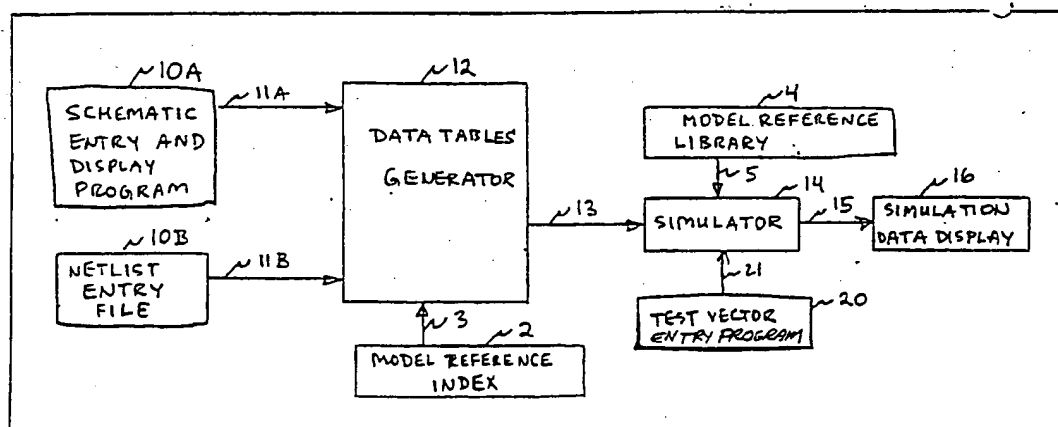 10A
SCHEMATIC
ENTRY AND
DISPLAY
PROGRAM
11A
12
DATA TABLES
GENERATOR
10B
NETLIST
ENTRY
FILE
11B
3
2
MODEL REFERENCE
INDEX
13
4
MODEL REFERENCE
LIBRARY
5
14
SIMULATOR
15
16
SIMULATION
DATA DISPLAY
21
20
TEST VECTOR
ENTRY PROGRAM